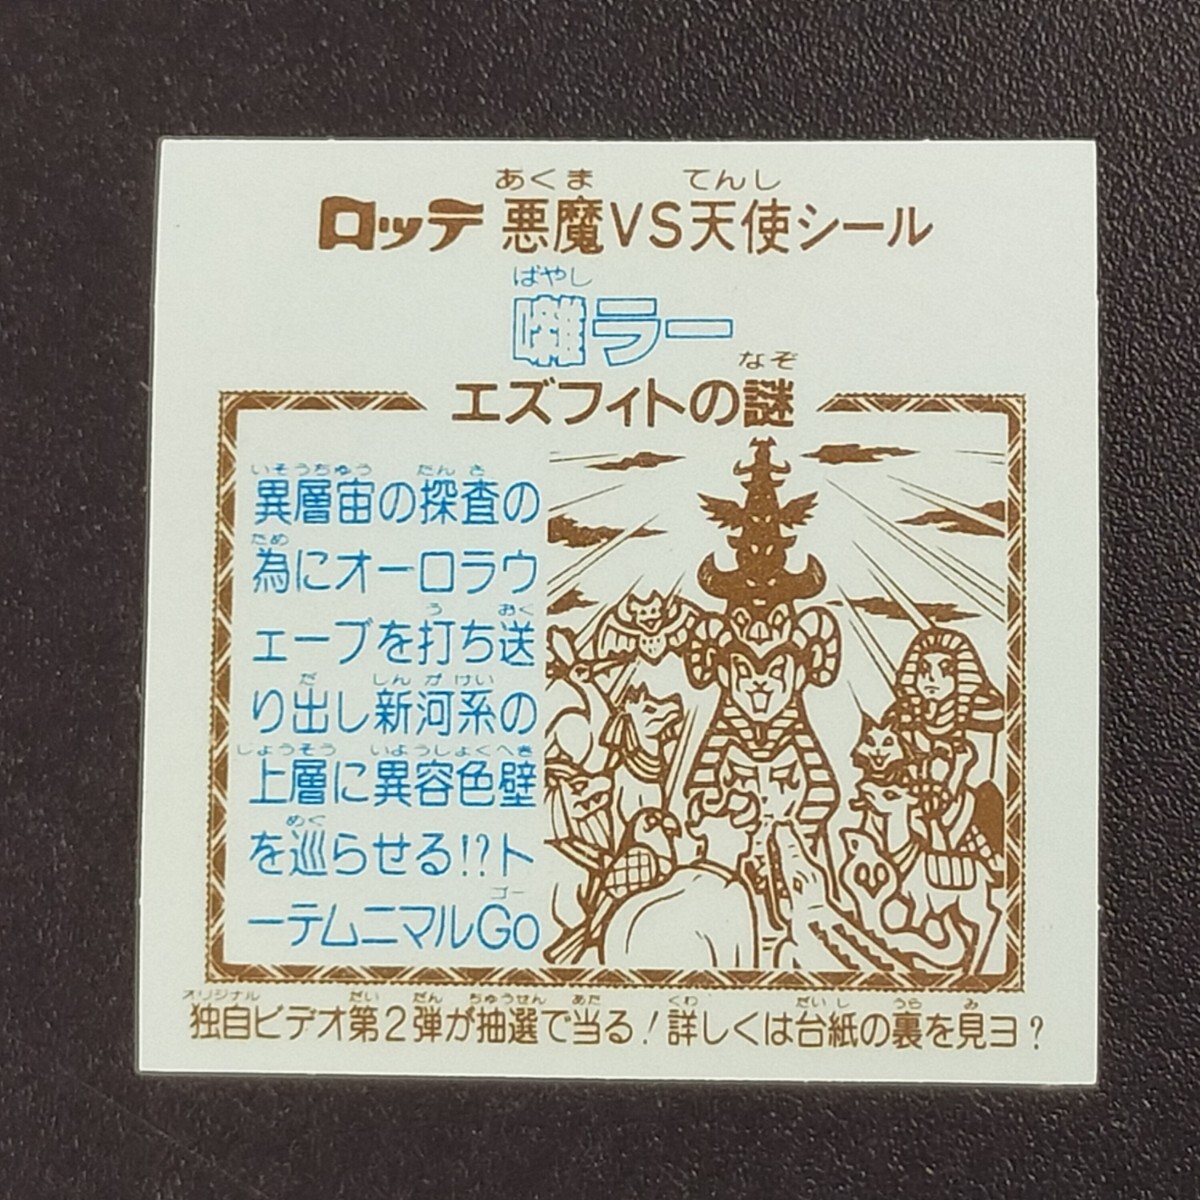 あくま てんし
ロッテ 悪魔VS天使シール
ばやし
囃ラー
なぞ
エズフィトの謎
いそうちゅう たんさ
異層宙の探査の
ため
為にオーロラウ
う おく
ェーブを打ち送
だ しんがけい
り出し新河系の
じょうそう いようしょくへき
上層に異容色壁
めぐ
を巡らせる!?ト
ゴー
ーテムニマルGo
オリジナル だい だん ちゅうせん あた くわ だいし うら み
独自ビデオ第2弾が抽選で当る!詳しくは台紙の裏を見ヨ?